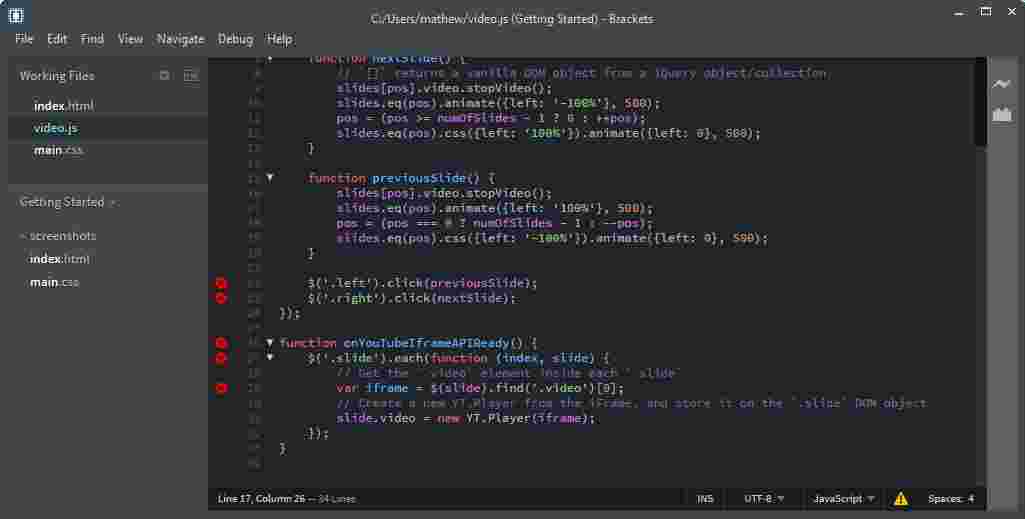 C:/Users/mathew/video.js (Getting Started) - Brackets
File Edit Find View Navigate Debug Help
Working Files
index.html
video.js
main.css
Getting Started
screenshots
index.html
main.css
function nextSlide() {
// `[]` returns a vanilla DOM object from a jQuery object/collection
slides[pos].video.stopVideo();
slides.eq(pos).animate({left: '-100%'}, 500);
pos = (pos >= numOfSlides - 1 ? 0 : ++pos);
slides.eq(pos).css({left: '100%'}).animate({left: 0}, 500);
}
function previousSlide() {
slides[pos].video.stopVideo();
slides.eq(pos).animate({left: '100%'}, 500);
pos = (pos === 0 ? numOfSlides - 1 : --pos);
slides.eq(pos).css({left: '-100%'}).animate({left: 0}, 500);
}
$('.left').click(previousSlide);
$('.right').click(nextSlide);
});
function onYouTubeIframeAPIReady() {
$('.slide').each(function (index, slide) {
// Get the `.video` element inside each `.slide`
var iframe = $(slide).find('.video')[0];
// Create a new YT.Player from the iFrame, and store it on the `.slide` DOM object
slide.video = new YT.Player(iframe);
});
}
Line 17, Column 26 — 34 Lines
INS
UTF-8
JavaScript
Spaces: 4